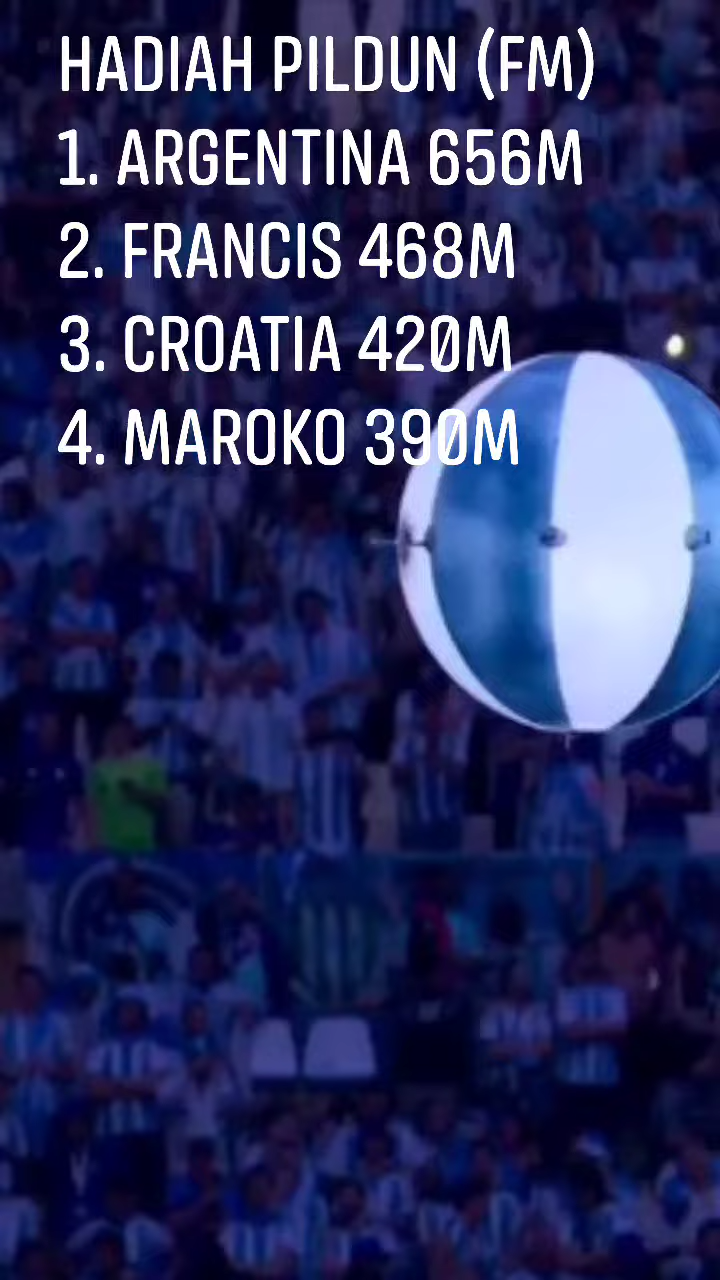 HADIAH PILDUN (FM)
1. ARGENTINA 656M
2. FRANCIS 468M
3. CROATIA 420M
4. MAROKO 390M